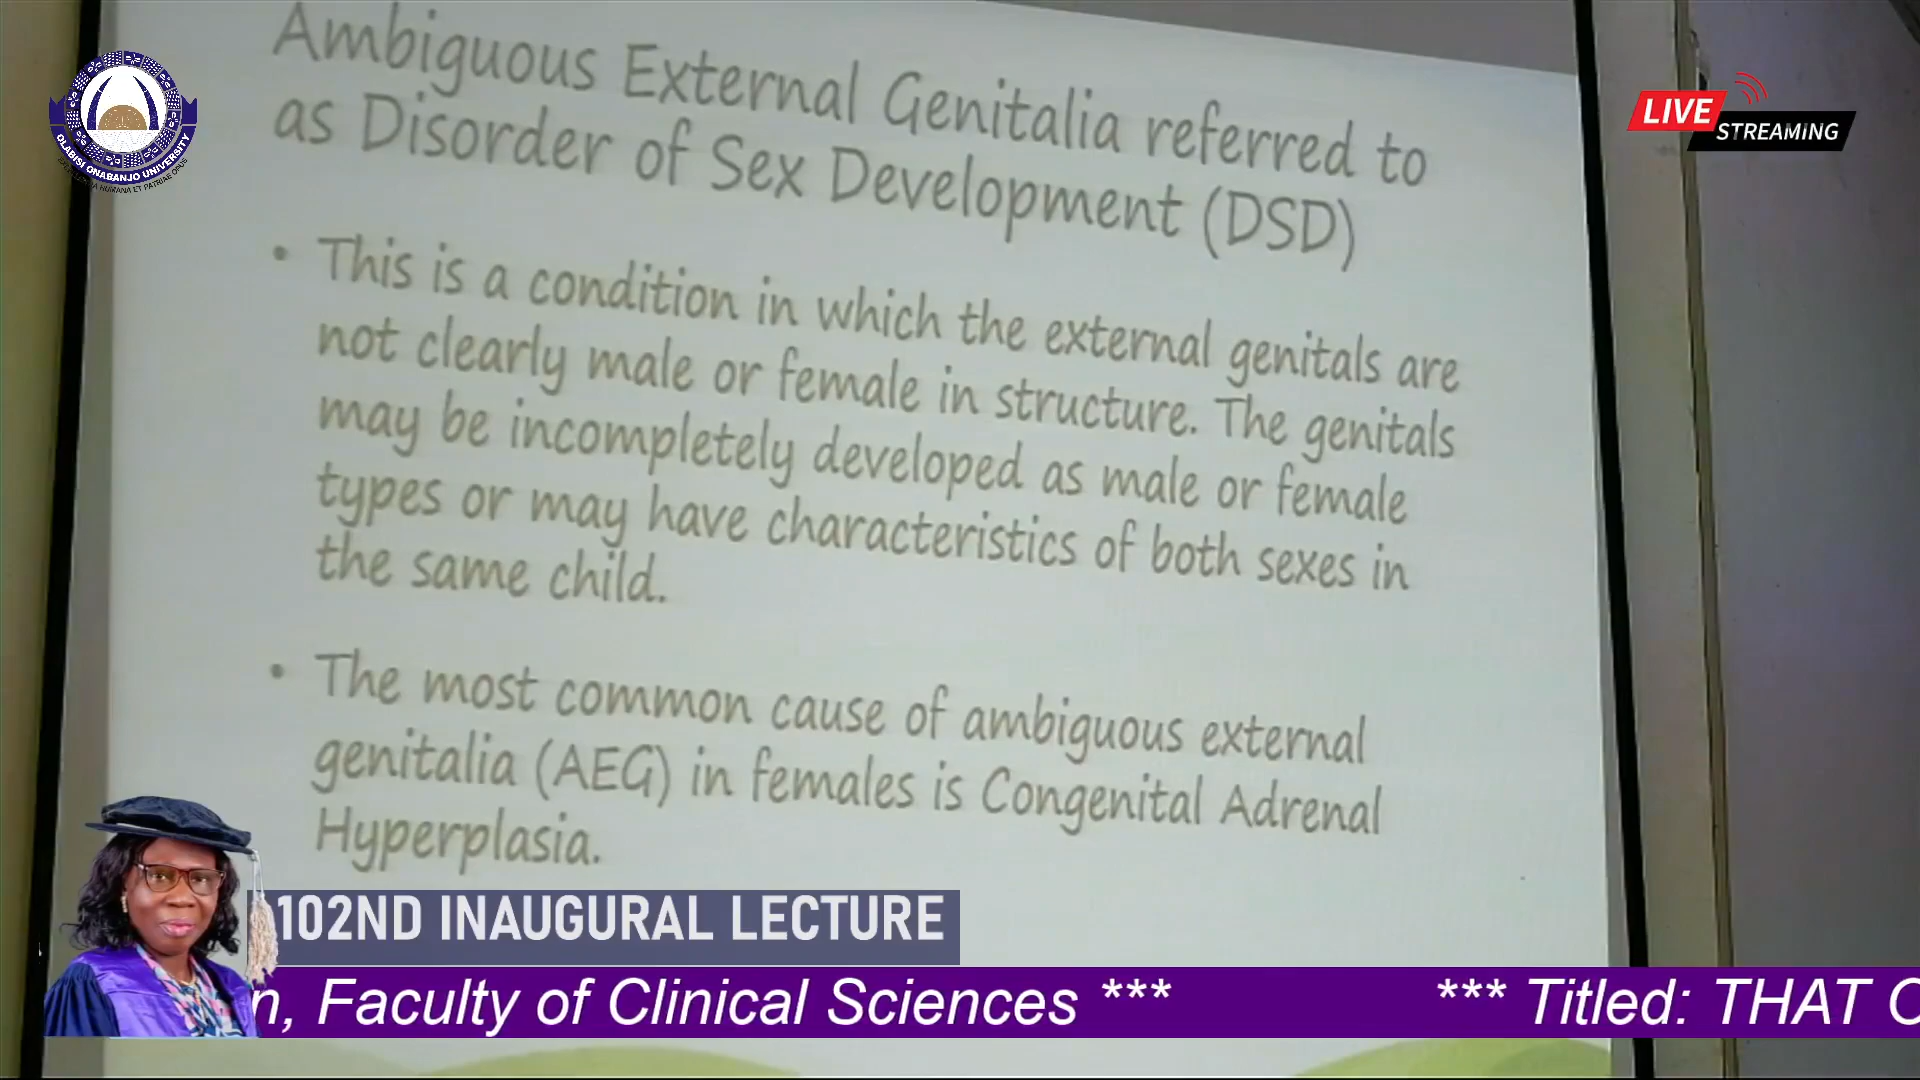 Ambiguous External Genitalia referred to
as Disorder of Sex Development (DSD)
• This is a condition in which the external genitals are
not clearly male or female in structure. The genitals
may be incompletely developed as male or female
types or may have characteristics of both sexes in
the same child.
• The most common cause of ambiguous external
genitalia (AEG) in females is Congenital Adrenal
Hyperplasia.
OLABISI ONABANJO UNIVERSITY
LIVE
STREAMING
102ND INAUGURAL LECTURE
n, Faculty of Clinical Sciences *** *** Titled: THAT